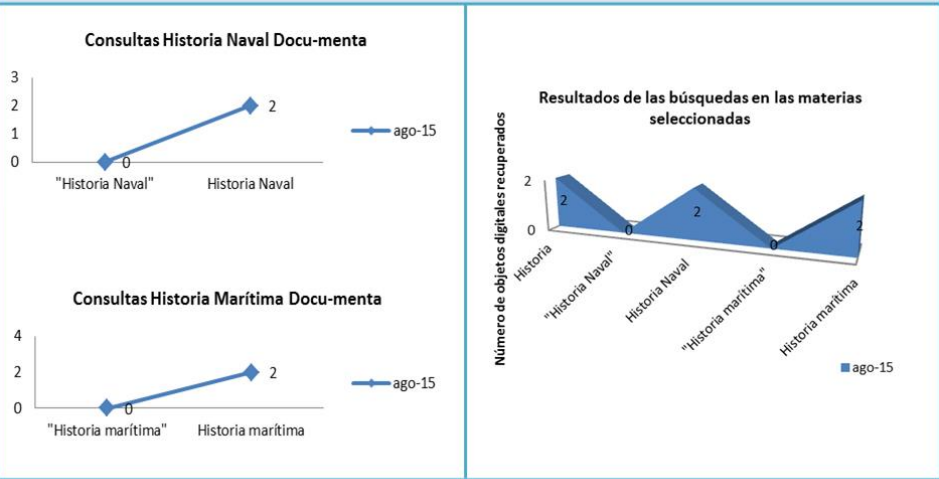 Consultas Historia Naval Docu-menta
3
2
1
0
0
2
"Historia Naval"
Historia Naval
ago-15
Consultas Historia Marítima Docu-menta
4
2
0
0
2
"Historia marítima"
Historia marítima
ago-15
Resultados de las búsquedas en las materias
seleccionadas
Número de objetos digitales recuperados
2
0
2
0
2
0
2
Historia
"Historia Naval"
Historia Naval
"Historia marítima"
Historia marítima
ago-15